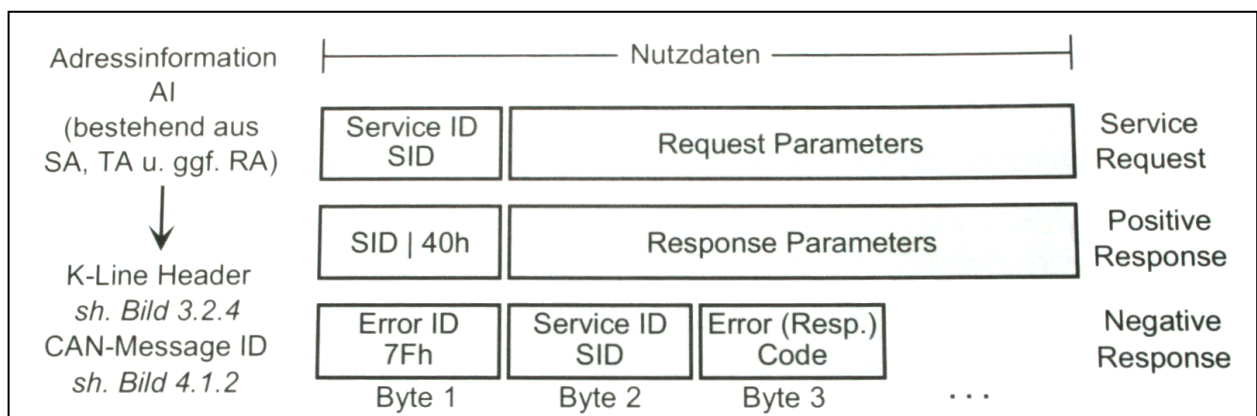 Adressinformation
AI
(bestehend aus
SA, TA u. ggf. RA)
K-Line Header
sh. Bild 3.2.4
CAN-Message ID
sh. Bild 4.1.2
Nutzdaten
Service ID
SID
Request Parameters
Service
Request
SID | 40h
Response Parameters
Positive
Response
Error ID
7Fh
Service ID
SID
Error (Resp.)
Code
Negative
Response
Byte 1
Byte 2
Byte 3
. . .